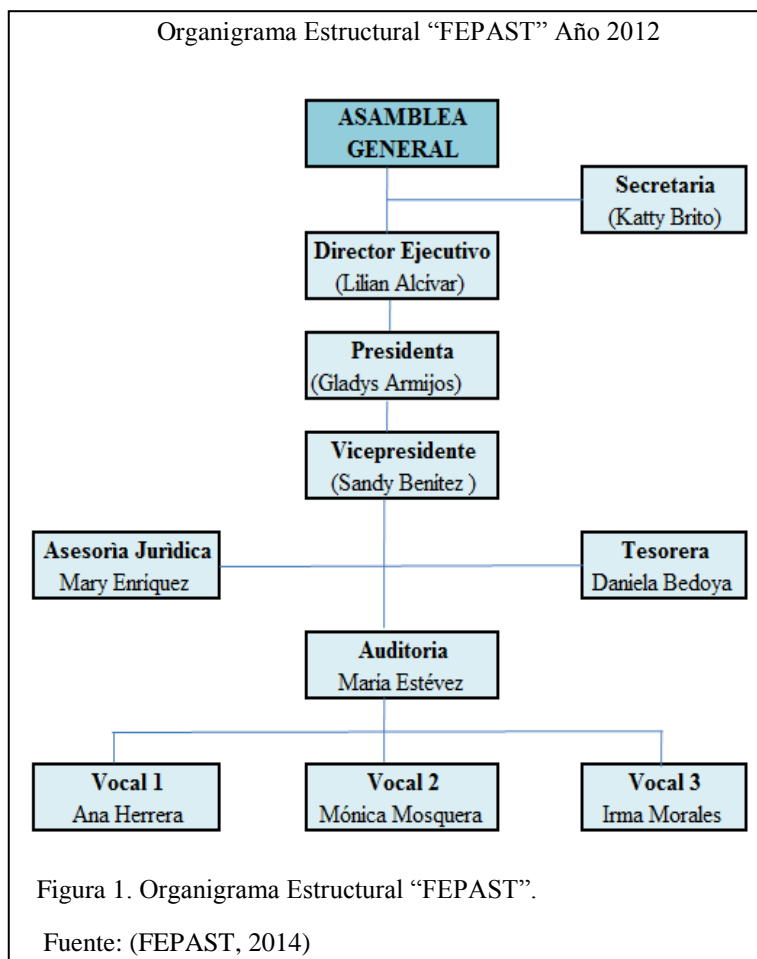 Organigrama Estructural “FEPAST” Año 2012
ASAMBLEA
GENERAL
Secretaria
(Katty Brito)
Director Ejecutivo
(Lilian Alcívar)
Presidenta
(Gladys Armijos)
Vicepresidente
(Sandy Benítez )
Asesorìa Jurìdica
Mary Enríquez
Tesorera
Daniela Bedoya
Auditoria
María Estévez
Vocal 1
Ana Herrera
Vocal 2
Mónica Mosquera
Vocal 3
Irma Morales
Figura 1. Organigrama Estructural “FEPAST”.
Fuente: (FEPAST, 2014)